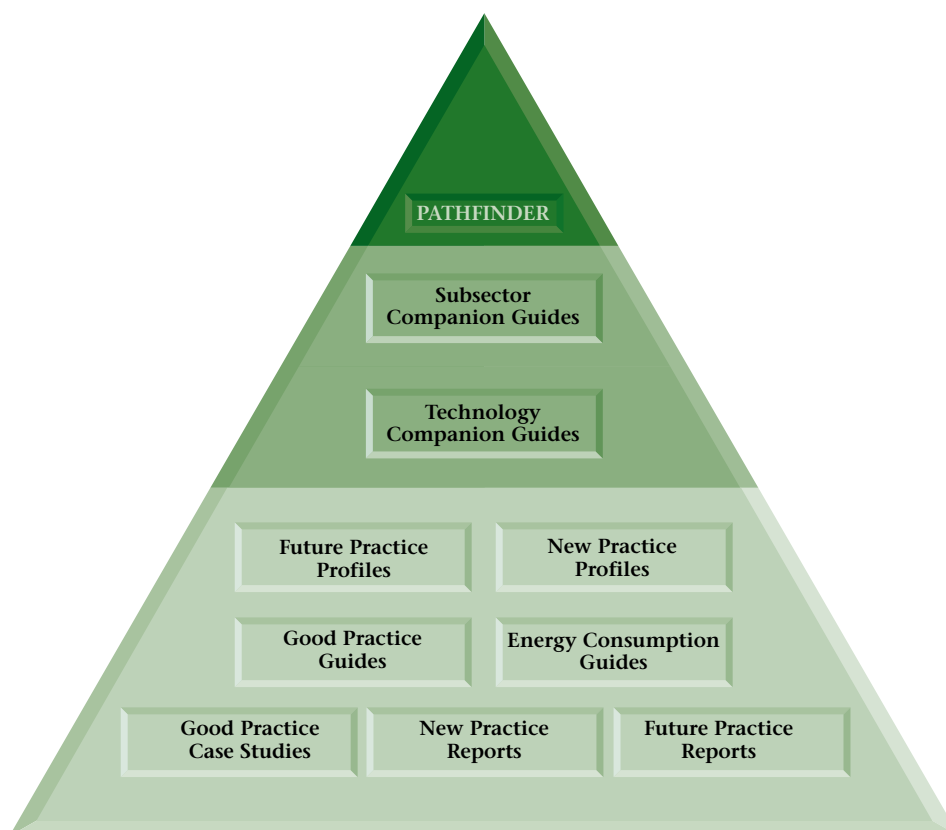 PATHFINDER
Subsector
Companion Guides
Technology
Companion Guides
Future Practice
Profiles
New Practice
Profiles
Good Practice
Guides
Energy Consumption
Guides
Good Practice
Case Studies
New Practice
Reports
Future Practice
Reports